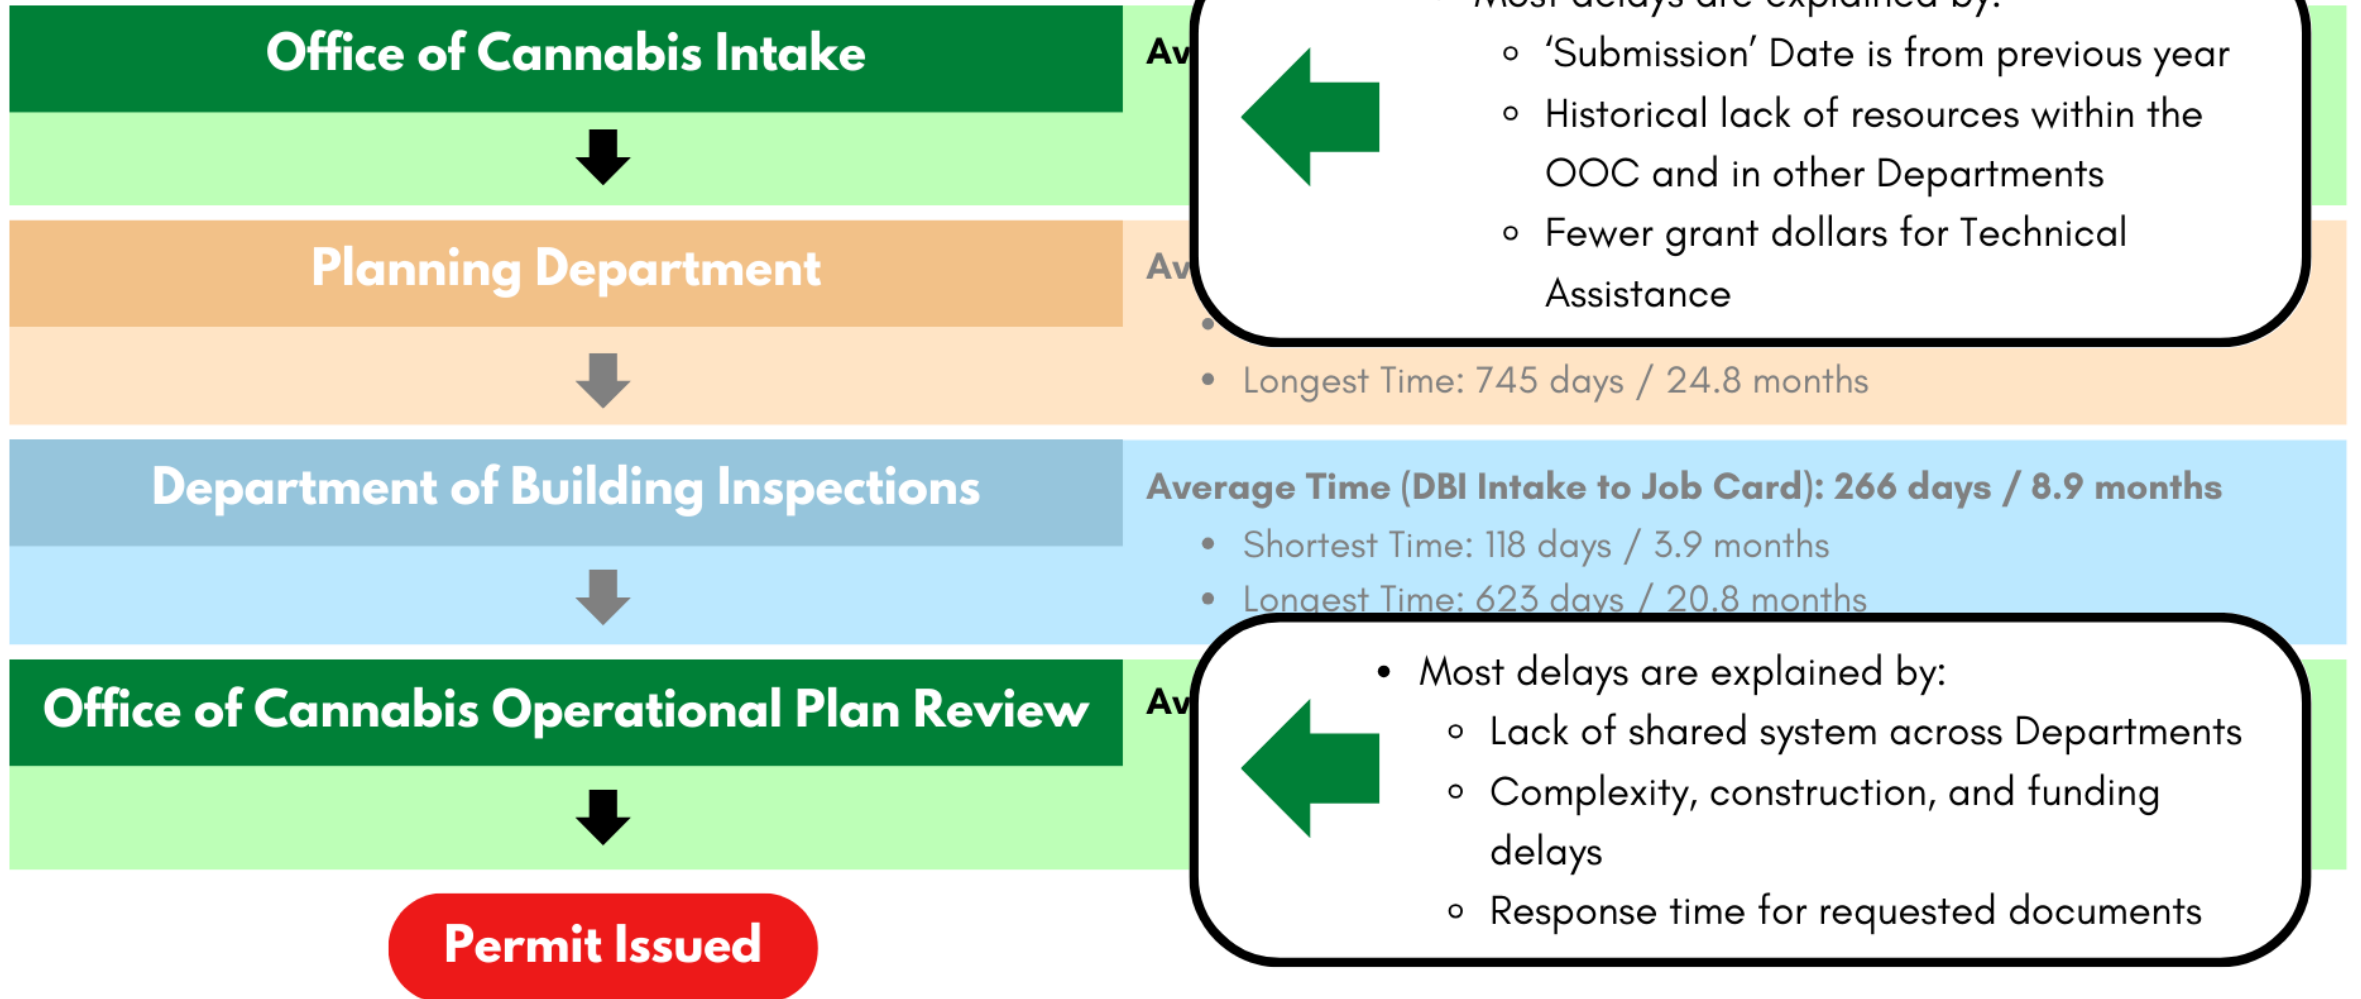 Most delays are explained by:
Office of Cannabis Intake
Av
‘Submission’ Date is from previous year
Historical lack of resources within the
OOC and in other Departments
Fewer grant dollars for Technical
Assistance
Planning Department
Av
Longest Time: 745 days / 24.8 months
Department of Building Inspections
Average Time (DBI Intake to Job Card): 266 days / 8.9 months
Shortest Time: 118 days / 3.9 months
Longest Time: 623 days / 20.8 months
Office of Cannabis Operational Plan Review
Av
Most delays are explained by:
Lack of shared system across Departments
Complexity, construction, and funding
delays
Response time for requested documents
Permit Issued